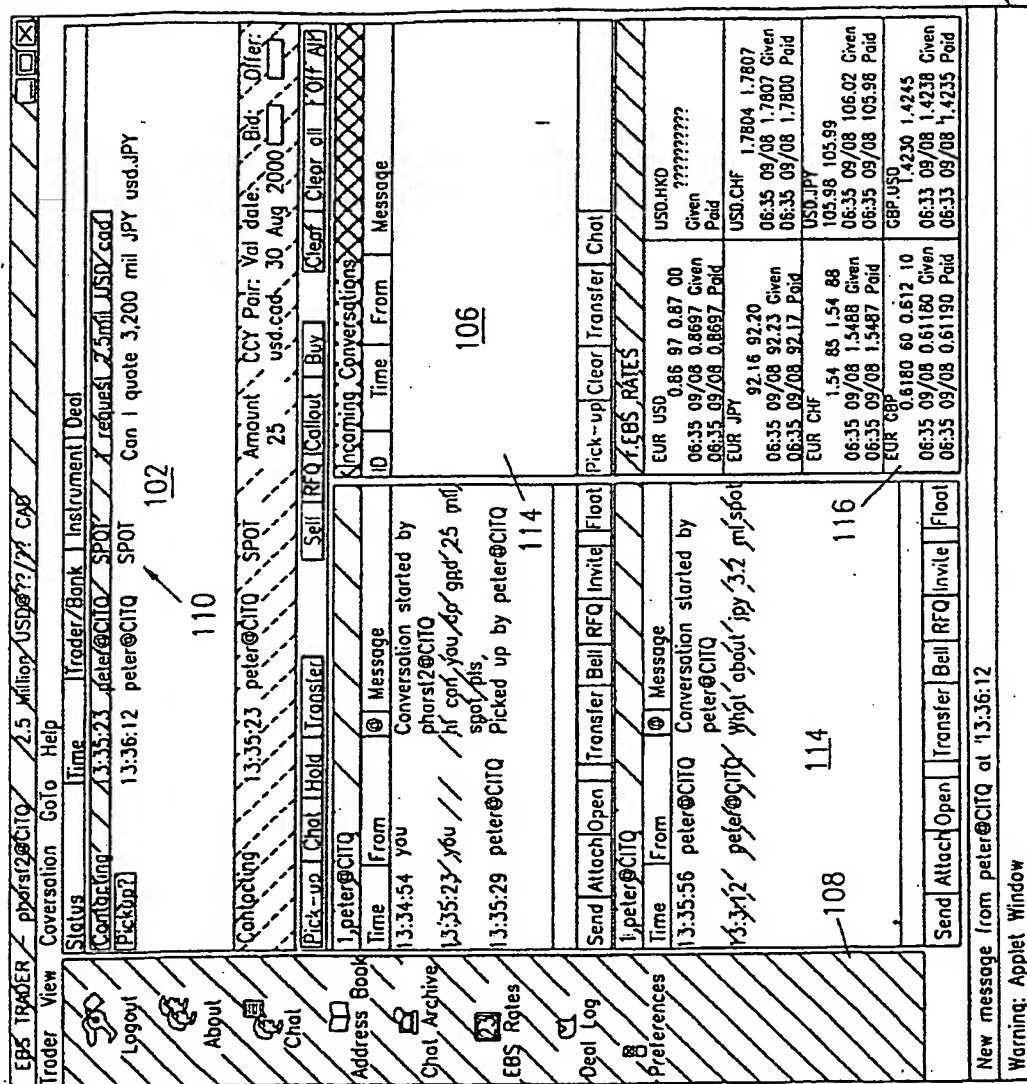 EBS TRADER - phorst2@CITQ 2.5 Million USD@??/?? CAD
Trader View Coversation GoTo Help
Logout
About
Chat
Address Book
Chat Archive
EBS Rates
Deal Log
Preferences
108
Status Time Trader/Bank Instrument Deal
Contacting 13:35:23 peter@CITQ SPOT I request 2.5mil USD/cad
Pickup? 13:36:12 peter@CITQ SPOT Can I quote 3,200 mil JPY usd.JPY
102
110
Amount CCY Pair: Val date: Bid: Offer:
Contacting 13:35:23 peter@CITQ SPOT 25 usd.cad 30 Aug 2000
Pick-up Chat Hold Transfer Sell RFQ Callout Buy Clear Clear all Off All
1,peter@CITQ
Time From @ Message
13:34:54 you Conversation started by
phorst2@CITQ
13:35:23 you hi can you do gpd 25 mil
spot pls,
13:35:29 peter@CITQ Picked up by peter@CITQ
Send Attach Open Transfer Bell RFQ Invite Float
1,peter@CITQ
Time From @ Message
13:35:56 peter@CITQ Conversation started by
peter@CITQ
peter@CITQ What about jpy 3.2 ml spot
114
Send Attach Open Transfer Bell RFQ Invite Float
Incoming Conversations
ID Time From Message
106
114
Pick-up Clear Transfer Chat
1.EBS RATES
EUR USD
0.86 97 0.87 00
06:35 09/08 0.8697 Given
06:35 09/08 0.8697 Paid
USD.HKD
??????????
Given
Paid
EUR JPY
92.16 92.20
06:35 09/08 92.23 Given
06:35 09/08 92.17 Paid
USD.CHF
1.7804 1.7807
06:35 09/08 1.7807 Given
06:35 09/08 1.7800 Paid
EUR CHF
1.54 85 1.54 88
06:35 09/08 1.5488 Given
06:35 09/08 1.5487 Paid
USD.JPY
105.98 105.99
06:35 09/08 106.02 Given
06:35 09/08 105.98 Paid
EUR GBP
0.6180 60 0.612 10
06:35 09/08 0.61180 Given
06:35 09/08 0.61190 Paid
GBP.USD
1.4230 1.4245
06:33 09/08 1.4238 Given
06:33 09/08 1.4235 Paid
116
New message from peter@CITQ at '13:36:12
Warning: Applet Window